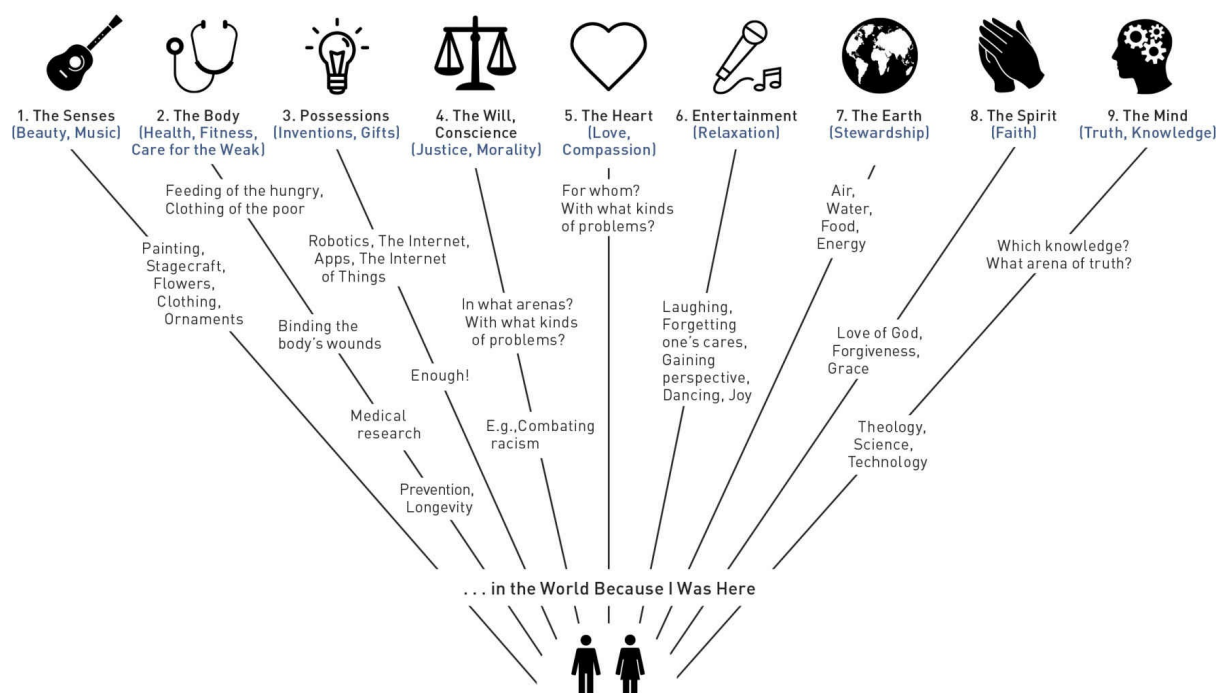 1. The Senses
(Beauty, Music)
2. The Body
(Health, Fitness,
Care for the Weak)
3. Possessions
(Inventions, Gifts)
4. The Will,
Conscience
(Justice, Morality)
5. The Heart
(Love,
Compassion)
6. Entertainment
(Relaxation)
7. The Earth
(Stewardship)
8. The Spirit
(Faith)
9. The Mind
(Truth, Knowledge)
Painting,
Stagecraft,
Flowers,
Clothing,
Ornaments
Feeding of the hungry,
Clothing of the poor
Binding the
body's wounds
Medical
research
Prevention,
Longevity
Robotics, The Internet,
Apps, The Internet
of Things
Enough!
In what arenas?
With what kinds
of problems?
E.g.,Combating
racism
For whom?
With what kinds
of problems?
Laughing,
Forgetting
one's cares,
Gaining
perspective,
Dancing, Joy
Air,
Water,
Food,
Energy
Love of God,
Forgiveness,
Grace
Which knowledge?
What arena of truth?
Theology,
Science,
Technology
. . . in the World Because I Was Here